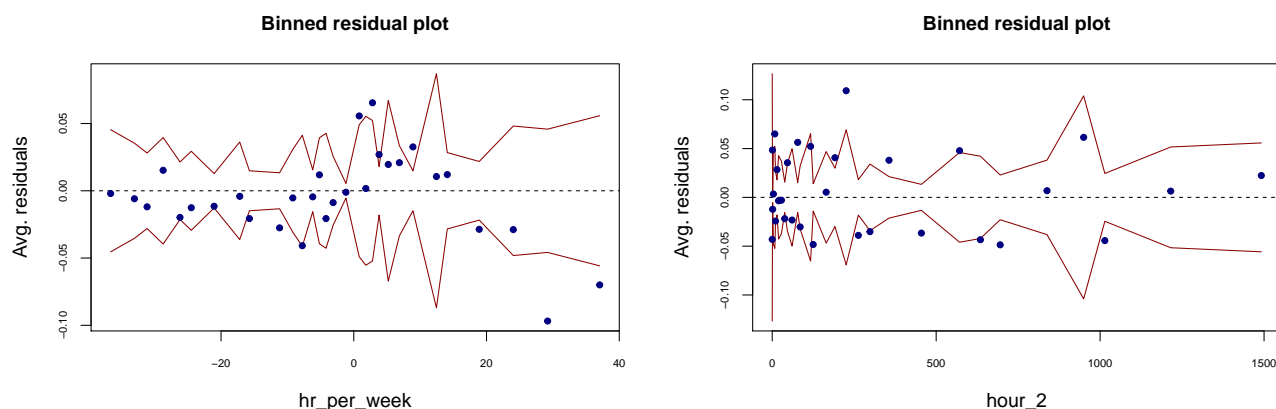 Binned residual plot
Avg. residuals
0.05
0.00
−0.05
−0.10
−20
0
20
40
hr_per_week
Binned residual plot
Avg. residuals
0.10
0.05
0.00
−0.05
−0.10
0
500
1000
1500
hour_2